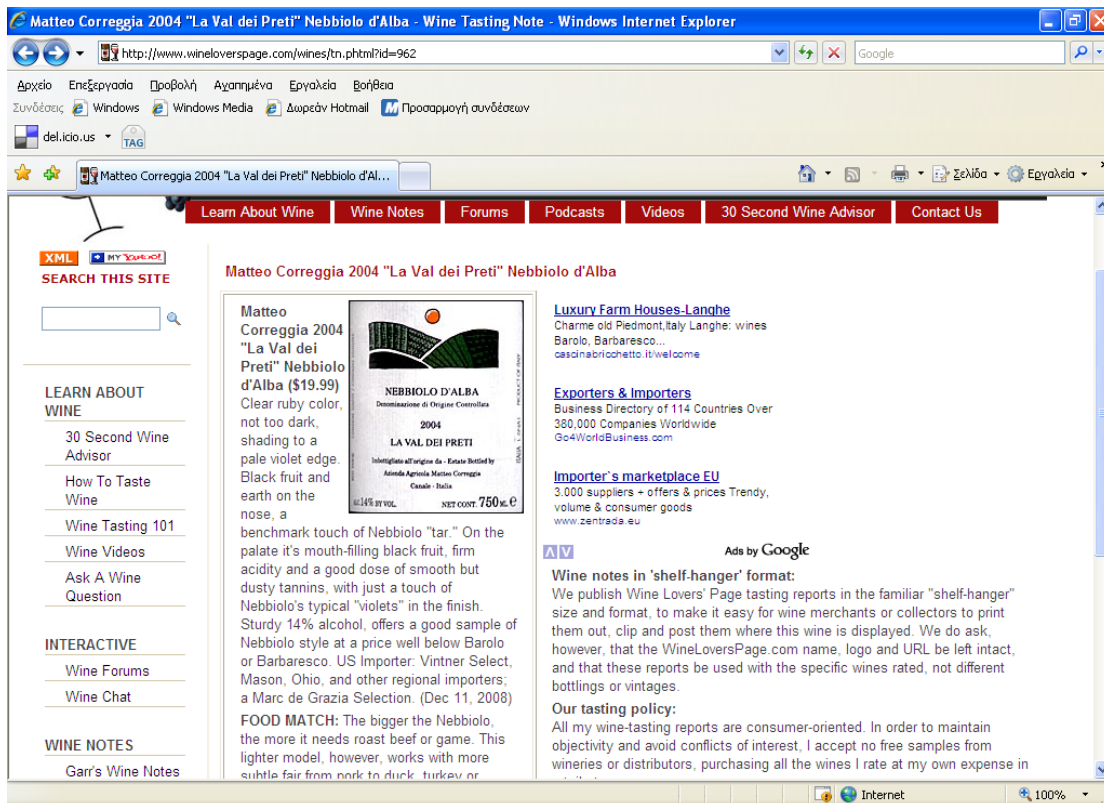 Matteo Correggia 2004 "La Val dei Preti" Nebbiolo d'Alba - Wine Tasting Note - Windows Internet Explorer
http://www.wineloverspage.com/wines/tn.phtml?id=962
Google
Αρχείο Επεξεργασία Προβολή Αγαπημένα Εργαλεία Βοήθεια
Συνδέσεις Windows Windows Media Δωρεάν Hotmail Προσαρμογή συνδέσεων
del.icio.us TAG
Matteo Correggia 2004 "La Val dei Preti" Nebbiolo d'Al...
Σελίδα Εργαλεία
Learn About Wine Wine Notes Forums Podcasts Videos 30 Second Wine Advisor Contact Us
XML MY YAHOO!
SEARCH THIS SITE
LEARN ABOUT
WINE
30 Second Wine
Advisor
How To Taste
Wine
Wine Tasting 101
Wine Videos
Ask A Wine
Question
INTERACTIVE
Wine Forums
Wine Chat
WINE NOTES
Garr's Wine Notes
Matteo Correggia 2004 "La Val dei Preti" Nebbiolo d'Alba
Matteo
Correggia 2004
"La Val dei
Preti" Nebbiolo
d'Alba ($19.99)
Clear ruby color,
not too dark,
shading to a
pale violet edge.
Black fruit and
earth on the
nose, a
benchmark touch of Nebbiolo "tar." On the
palate it's mouth-filling black fruit, firm
acidity and a good dose of smooth but
dusty tannins, with just a touch of
Nebbiolo's typical "violets" in the finish.
Sturdy 14% alcohol, offers a good sample of
Nebbiolo style at a price well below Barolo
or Barbaresco. US Importer: Vintner Select,
Mason, Ohio, and other regional importers;
a Marc de Grazia Selection. (Dec 11, 2008)
FOOD MATCH: The bigger the Nebbiolo,
the more it needs roast beef or game. This
lighter model, however, works with more
subtle fair from pork to duck, turkey or
NEBBIOLO D'ALBA
Denominazione di Origine Controllata
2004
LA VAL DEI PRETI
Imbottigliato all'origine da - Estate Bottled by
Azienda Agricola Matteo Correggia
Canale - Italia
14% BY VOL. NET CONT. 750 ML. e
PRODUCT OF ITALY
Luxury Farm Houses-Langhe
Charme old Piedmont,Italy Langhe: wines
Barolo, Barbaresco...
cascinabricchetto.it/welcome
Exporters & Importers
Business Directory of 114 Countries Over
380,000 Companies Worldwide
Go4WorldBusiness.com
Importer`s marketplace EU
3.000 suppliers + offers & prices Trendy,
volume & consumer goods
www.zentrada.eu
Ads by Google
Wine notes in 'shelf-hanger' format:
We publish Wine Lovers' Page tasting reports in the familiar "shelf-hanger"
size and format, to make it easy for wine merchants or collectors to print
them out, clip and post them where this wine is displayed. We do ask,
however, that the WineLoversPage.com name, logo and URL be left intact,
and that these reports be used with the specific wines rated, not different
bottlings or vintages.
Our tasting policy:
All my wine-tasting reports are consumer-oriented. In order to maintain
objectivity and avoid conflicts of interest, I accept no free samples from
wineries or distributors, purchasing all the wines I rate at my own expense in
Internet 100%